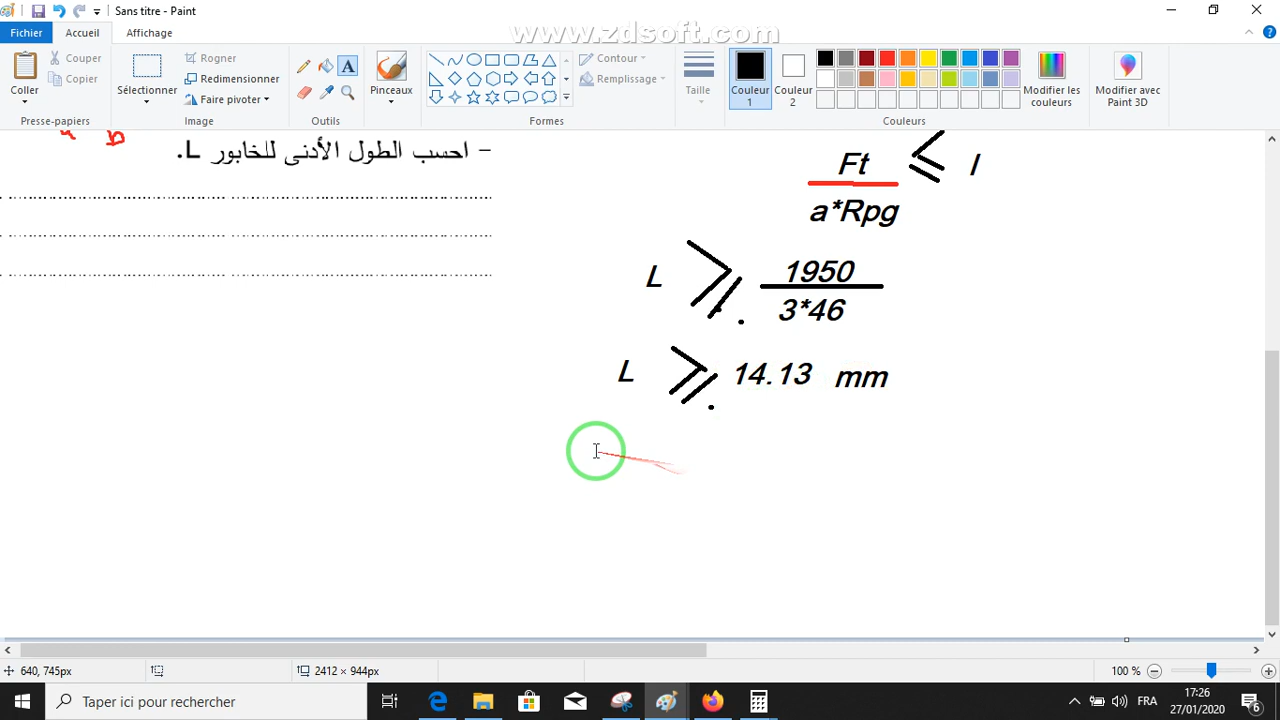 Sans titre - Paint
www.zdsoft.com
Fichier Accueil Affichage
Coller Couper Copier Presse-papiers
Sélectionner Rogner Redimensionner Faire pivoter Image
A Pinceaux Outils
Contour Remplissage Formes
Taille
Couleur 1 Couleur 2 Modifier les couleurs Couleurs
Modifier avec Paint 3D
- احسب الطول الأدنى للخابور L.
Ft ≤ l
a*Rpg
L ⩾ 1950
3*46
L ⩾ 14.13 mm
640, 745px 2412 × 944px 100 %
Taper ici pour rechercher FRA 17:26
27/01/2020 6